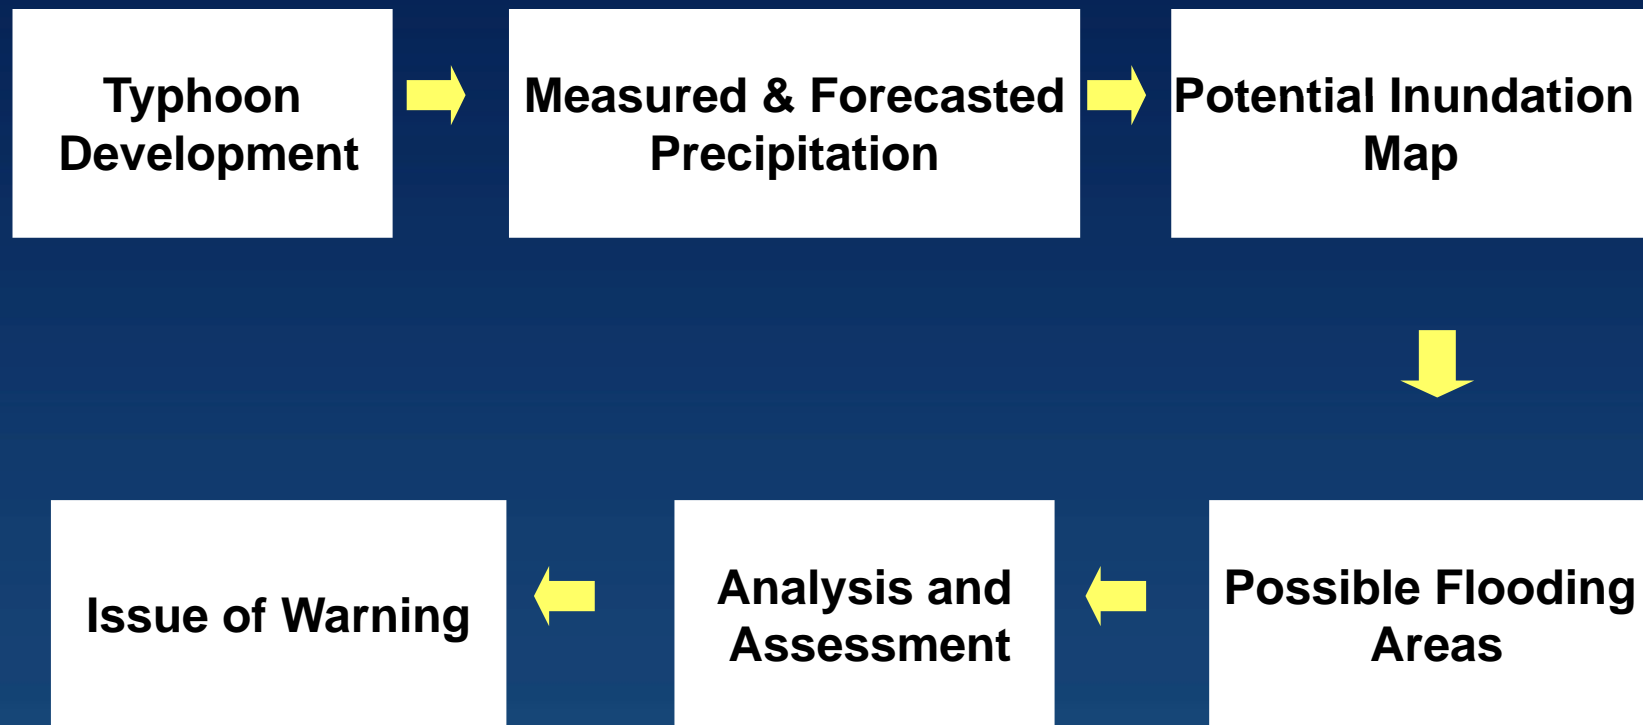 Typhoon
Development
Measured & Forecasted
Precipitation
Potential Inundation
Map
Possible Flooding
Areas
Analysis and
Assessment
Issue of Warning